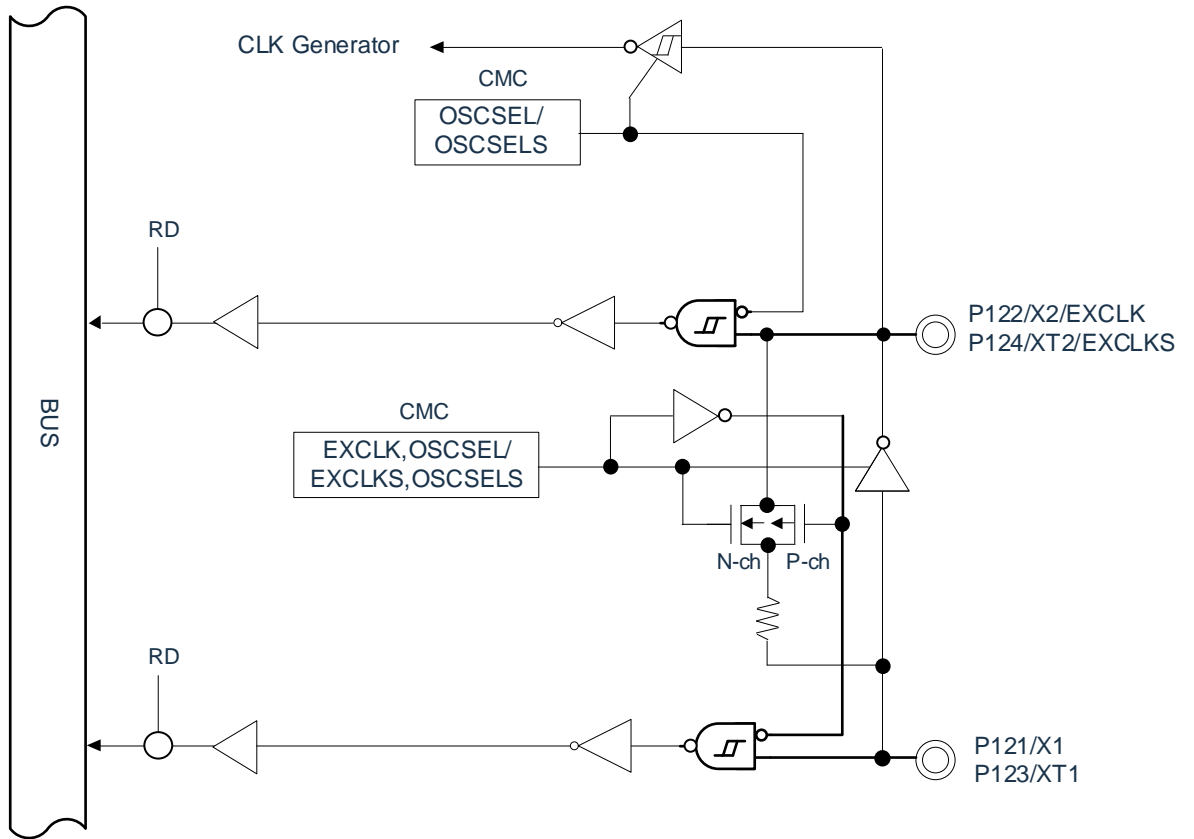 CLK Generator
CMC
OSCSEL/
OSCSELS
RD
P122/X2/EXCLK
P124/XT2/EXCLKS
BUS
CMC
EXCLK,OSCSEL/
EXCLKS,OSCSELS
N-ch
P-ch
RD
P121/X1
P123/XT1